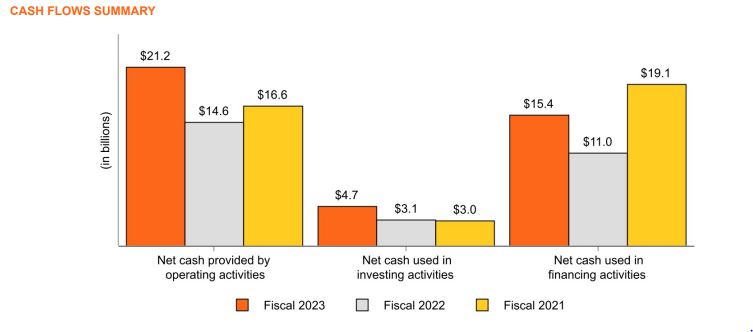 CASH FLOWS SUMMARY
(in billions)
$21.2
$14.6
$16.6
$4.7
$3.1
$3.0
$15.4
$11.0
$19.1
Net cash provided by
operating activities
Net cash used in
investing activities
Net cash used in
financing activities
Fiscal 2023
Fiscal 2022
Fiscal 2021